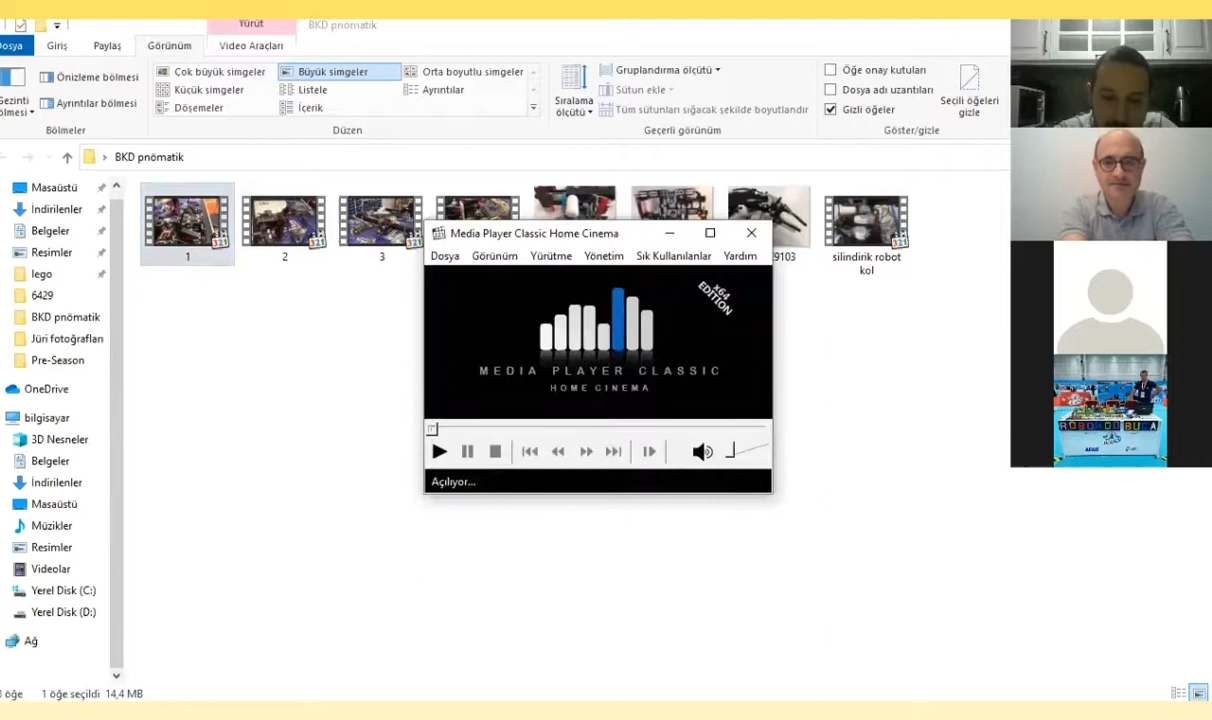 Yürüt
BKD pnömatik
Dosya
Giriş
Paylaş
Görünüm
Video Araçları
Önizleme bölmesi
Gezinti
bölmesi
Ayrıntılar bölmesi
Bölmeler
Çok büyük simgeler
Büyük simgeler
Orta boyutlu simgeler
Küçük simgeler
Listele
Ayrıntılar
Döşemeler
İçerik
Düzen
Sıralama
ölçütü
Gruplandırma ölçütü
Sütun ekle
Tüm sütunları sığacak şekilde boyutlandır
Geçerli görünüm
Öğe onay kutuları
Dosya adı uzantıları
Gizli öğeler
Seçili öğeleri
gizle
Göster/gizle
BKD pnömatik
Masaüstü
İndirilenler
Belgeler
Resimler
lego
6429
BKD pnömatik
Jüri fotoğrafları
Pre-Season
OneDrive
bilgisayar
3D Nesneler
Belgeler
İndirilenler
Masaüstü
Müzikler
Resimler
Videolar
Yerel Disk (C:)
Yerel Disk (D:)
Ağ
1
2
3
9103
silindirik robot
kol
Media Player Classic Home Cinema
Dosya
Görünüm
Yürütme
Yönetim
Sık Kullanılanlar
Yardım
x64
EDITION
MEDIA PLAYER CLASSIC
HOME CINEMA
Açılıyor...
ROBOMOD BUCA
öğe
1 öğe seçildi 14,4 MB